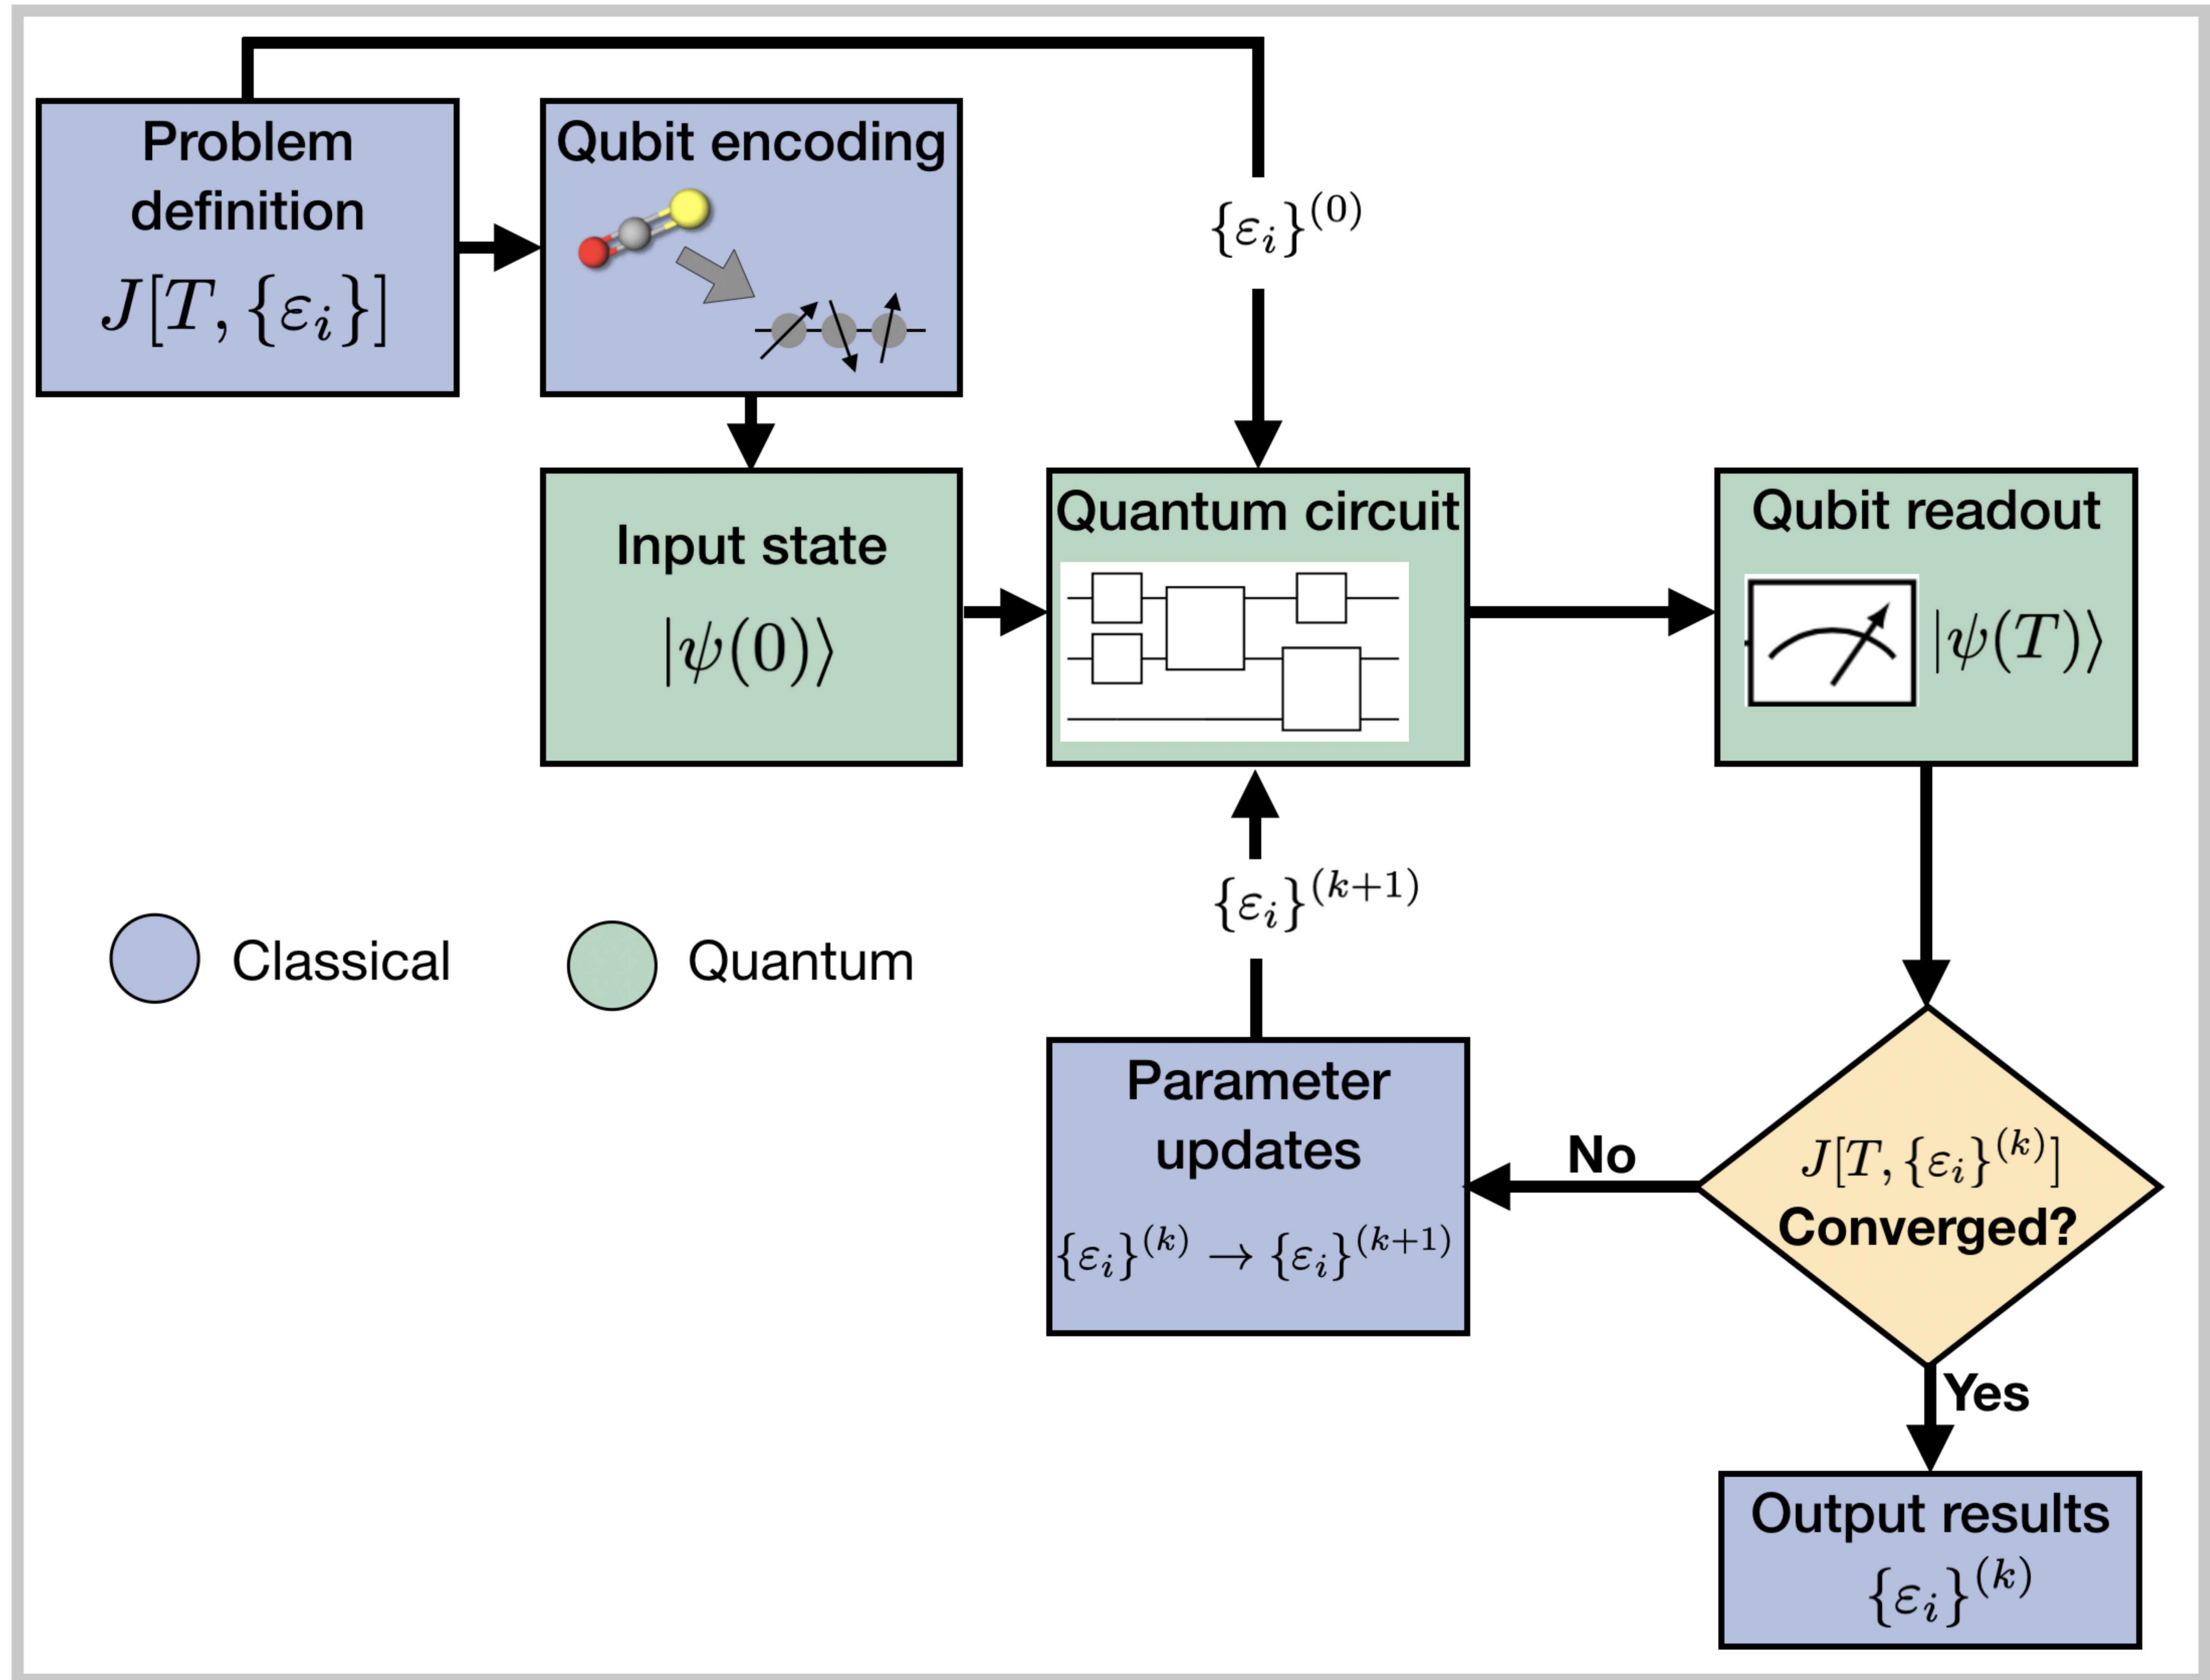 Problem
definition
J[T, {εᵢ}]
Qubit encoding
{εᵢ}⁽⁰⁾
Input state
|ψ(0)⟩
Quantum circuit
Qubit readout
|ψ(T)⟩
{εᵢ}⁽ᵏ⁺¹⁾
Classical
Quantum
Parameter
updates
{εᵢ}⁽ᵏ⁾ → {εᵢ}⁽ᵏ⁺¹⁾
No
J[T, {εᵢ}⁽ᵏ⁾]
Converged?
Yes
Output results
{εᵢ}⁽ᵏ⁾